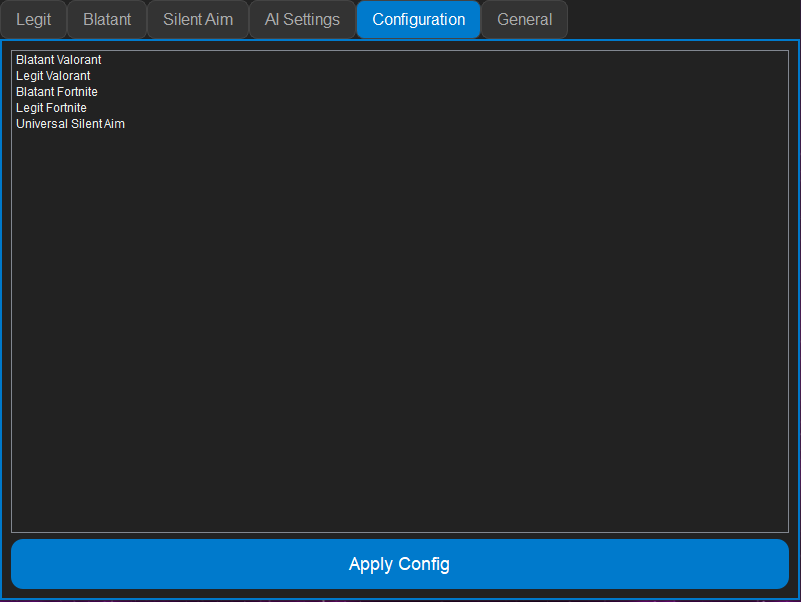 Legit Blatant Silent Aim AI Settings Configuration General
Blatant Valorant
Legit Valorant
Blatant Fortnite
Legit Fortnite
Universal Silent Aim
Apply Config